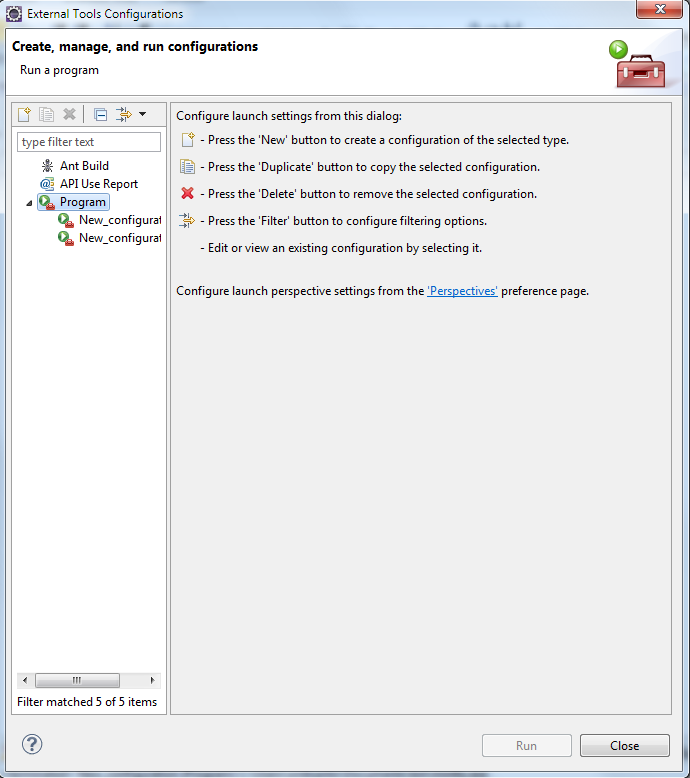 External Tools Configurations
Create, manage, and run configurations
Run a program
type filter text
Ant Build
API Use Report
Program
New_configurat
New_configurat
Filter matched 5 of 5 items
Configure launch settings from this dialog:
- Press the 'New' button to create a configuration of the selected type.
- Press the 'Duplicate' button to copy the selected configuration.
- Press the 'Delete' button to remove the selected configuration.
- Press the 'Filter' button to configure filtering options.
- Edit or view an existing configuration by selecting it.
Configure launch perspective settings from the 'Perspectives' preference page.
Run
Close